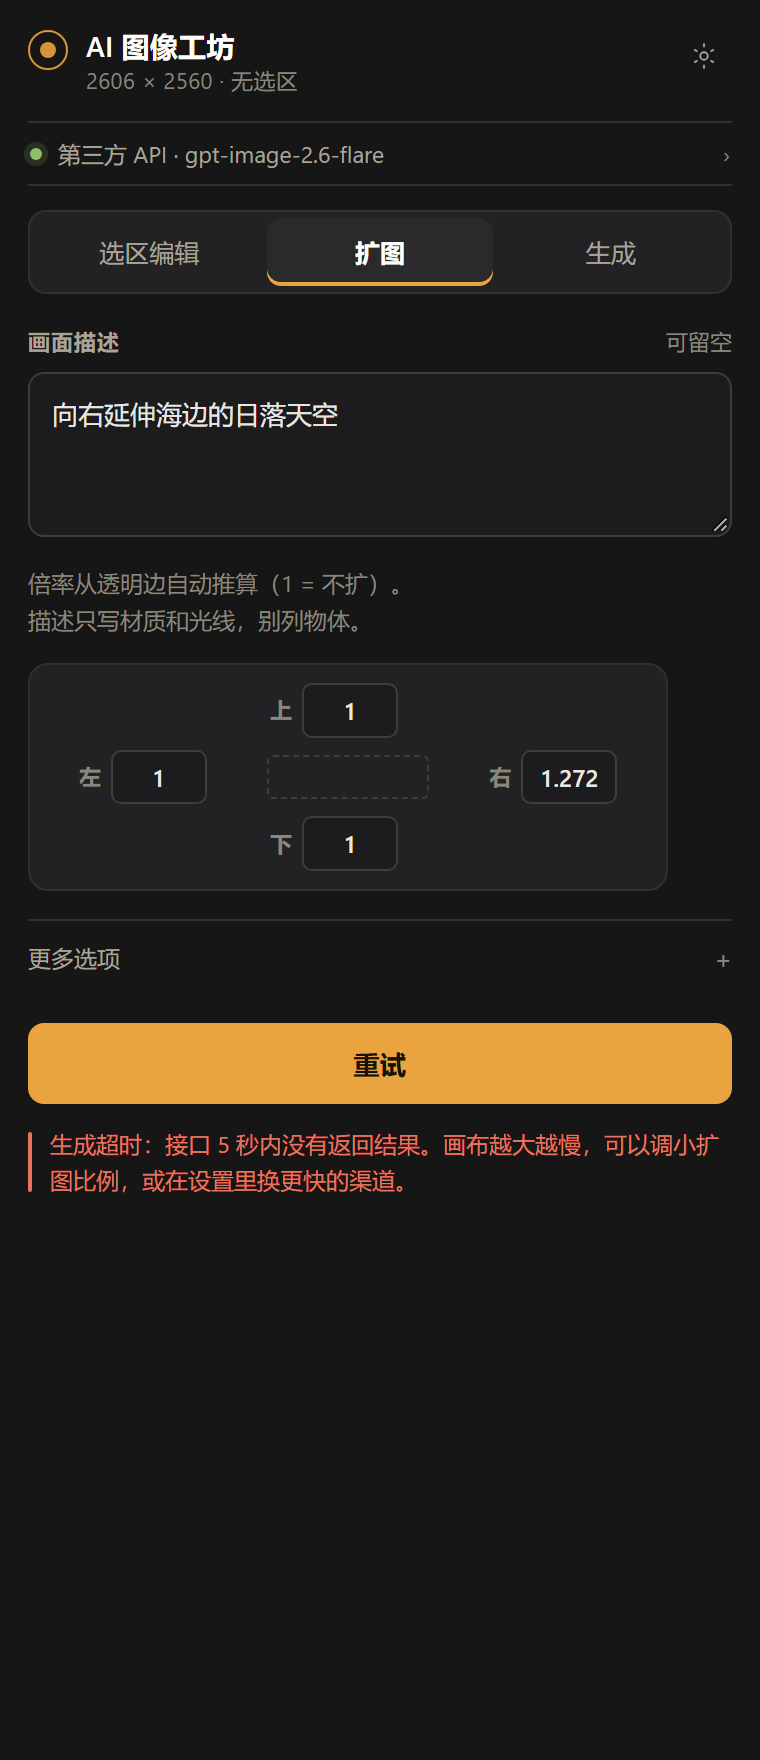 AI 图像工坊
2606 × 2560 · 无选区
第三方 API · gpt-image-2.6-flare ›
选区编辑 扩图 生成
画面描述 可留空
向右延伸海边的日落天空
倍率从透明边自动推算（1 = 不扩）。
描述只写材质和光线，别列物体。
上 1
左 1 右 1.272
下 1
更多选项 +
重试
生成超时：接口 5 秒内没有返回结果。画布越大越慢，可以调小扩
图比例，或在设置里换更快的渠道。